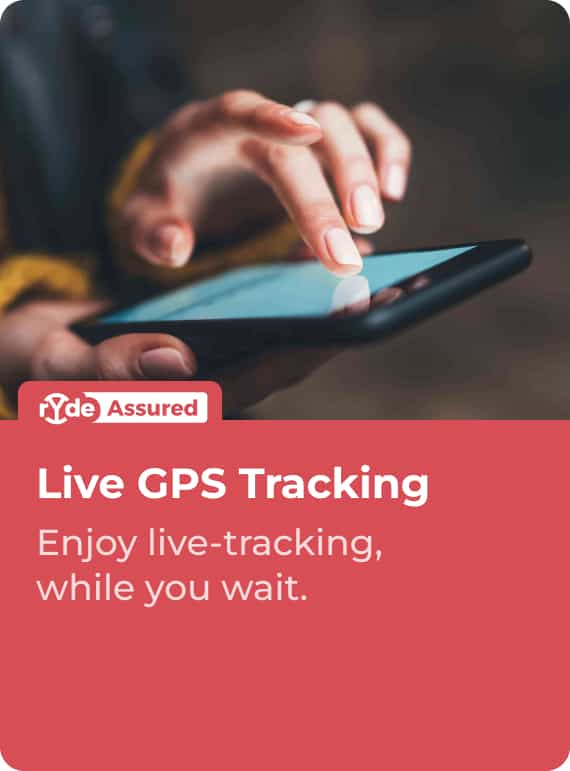 rYde Assured
Live GPS Tracking
Enjoy live-tracking,
while you wait.